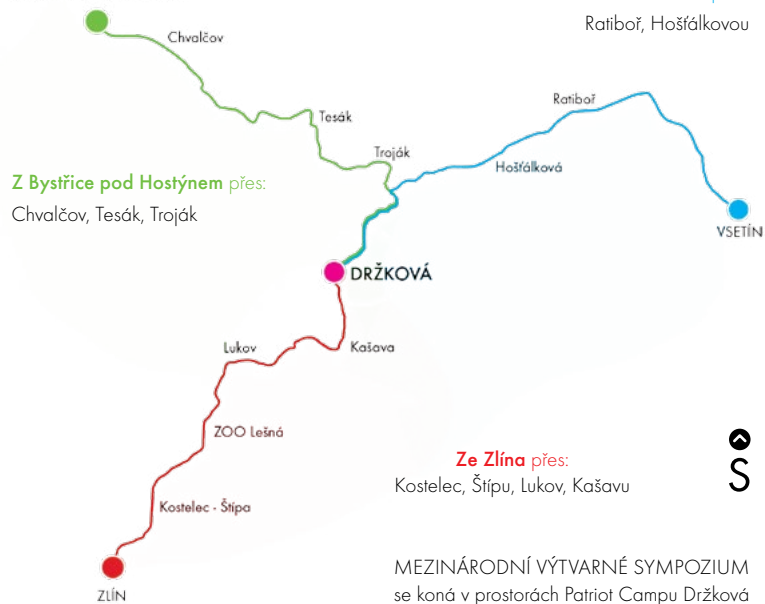 Ratiboř, Hošťálkovou
Chvalčov
Tesák
Troják
Ratiboř
Hošťálková
VSETÍN
Z Bystřice pod Hostýnem přes:
Chvalčov, Tesák, Troják
DRŽKOVÁ
Lukov
Kašava
ZOO Lešná
Kostelec - Štípa
ZLÍN
Ze Zlína přes:
Kostelec, Štípu, Lukov, Kašavu
S
MEZINÁRODNÍ VÝTVARNÉ SYMPOZIUM
se koná v prostorách Patriot Campu Držková